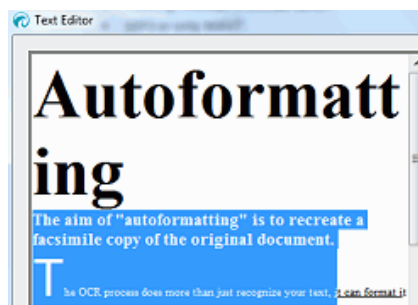 Text Editor
Autoformatt
ing
The aim of "autoformatting" is to recreate a
facsimile copy of the original document.
The OCR process does more than just recognize your text, it can format it